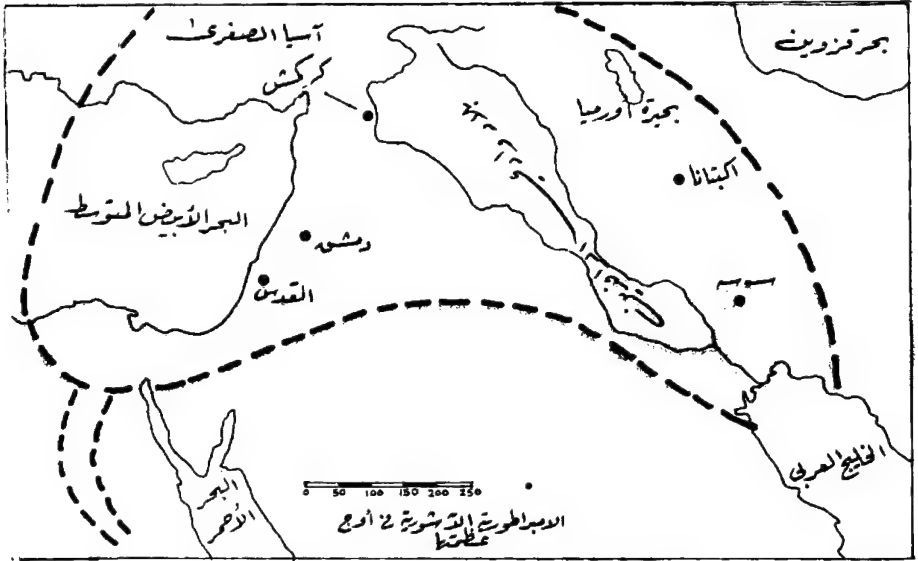 آسيا الصغرى
بحر قزوين
كركمش
بحيرة أورميا
اكبتانا
البحر الأبيض المتوسط
دمشق
القدس
سوسه
الخليج العربي
البحر
الأحمر
0 50 100 150 200 250
الامبراطورية الآشورية في أوج
عظمتها